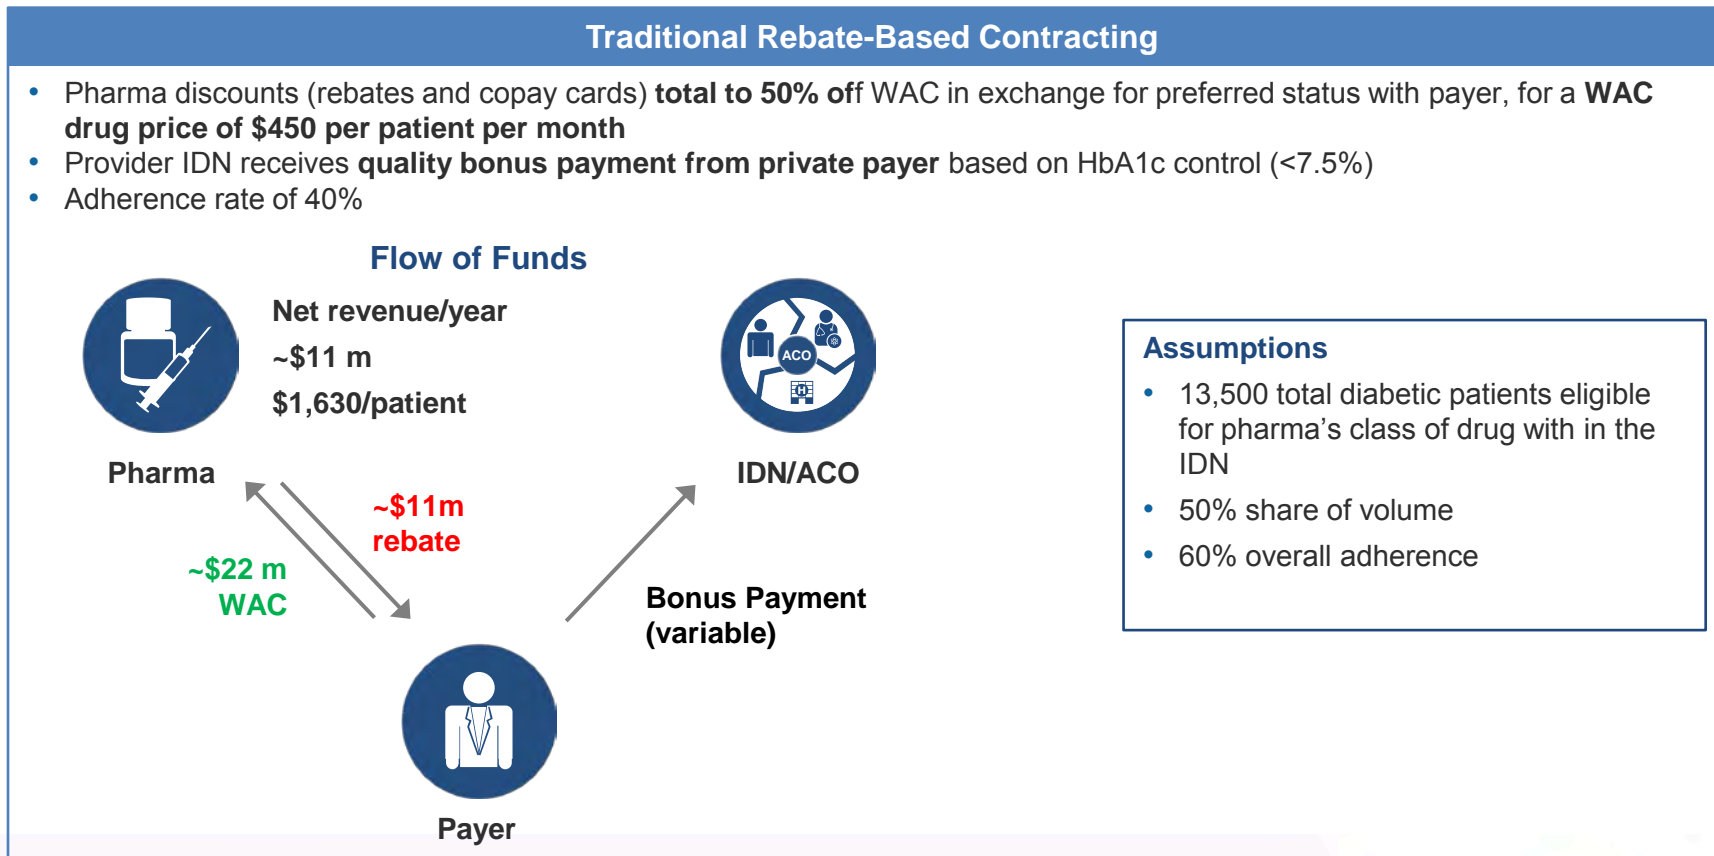 Traditional Rebate-Based Contracting
• Pharma discounts (rebates and copay cards) total to 50% off WAC in exchange for preferred status with payer, for a WAC
drug price of $450 per patient per month
• Provider IDN receives quality bonus payment from private payer based on HbA1c control (<7.5%)
• Adherence rate of 40%
Flow of Funds
Net revenue/year
~$11 m
$1,630/patient
Pharma
ACO
H
IDN/ACO
~$11m
rebate
~$22 m
WAC
Bonus Payment
(variable)
Payer
Assumptions
• 13,500 total diabetic patients eligible
for pharma's class of drug with in the
IDN
• 50% share of volume
• 60% overall adherence